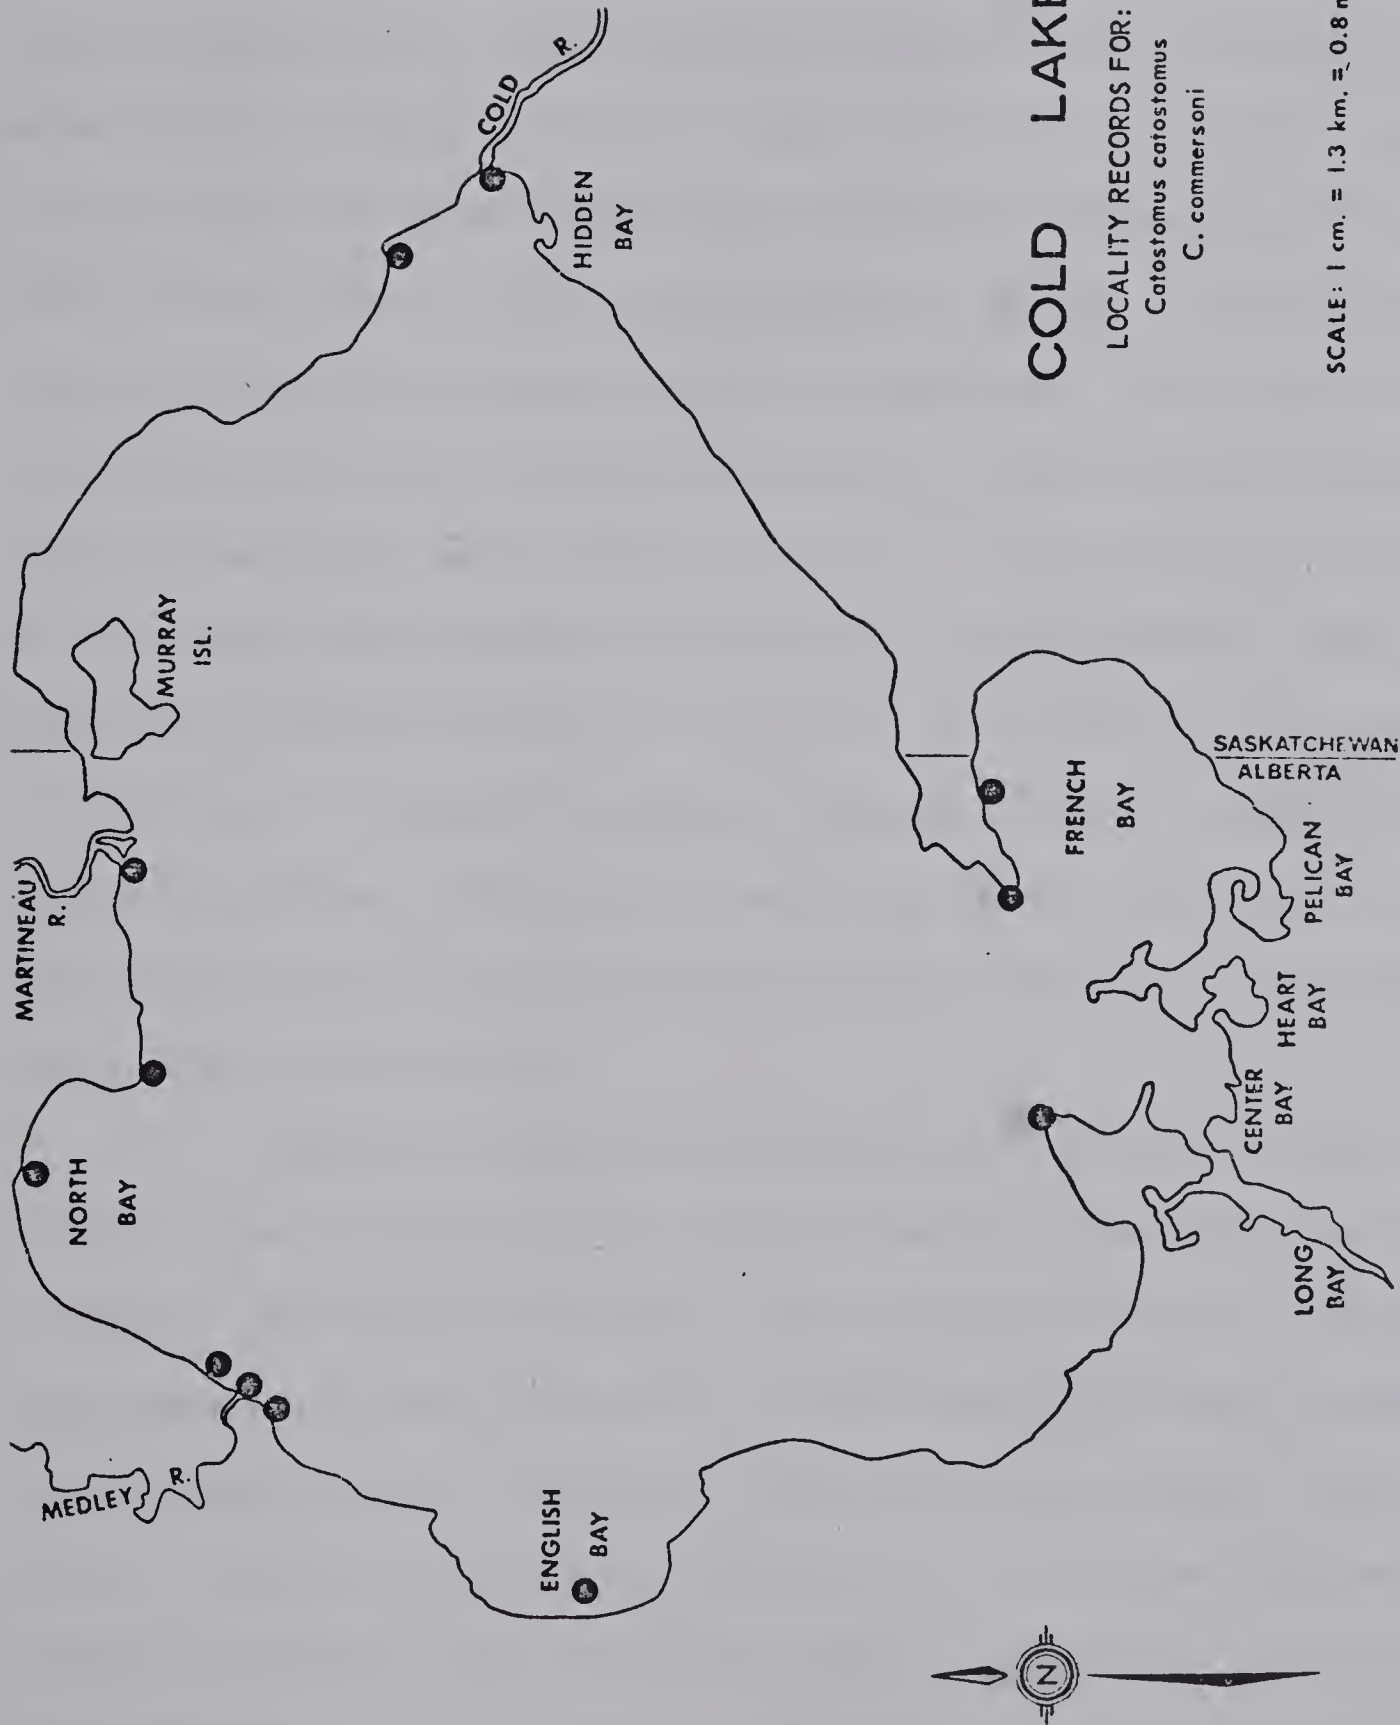 COLD LAKE
LOCALITY RECORDS FOR:
Catostomus catostomus
C. commersoni
SCALE: 1 cm. = 1.3 km. = 0.8 m
MEDLEY R.
NORTH
BAY
MARTINEAU
R.
MURRAY
ISL.
COLD R.
HIDDEN
BAY
ENGLISH
BAY
FRENCH
BAY
SASKATCHEWAN
ALBERTA
PELICAN
BAY
HEART
BAY
CENTER
BAY
LONG
BAY
N